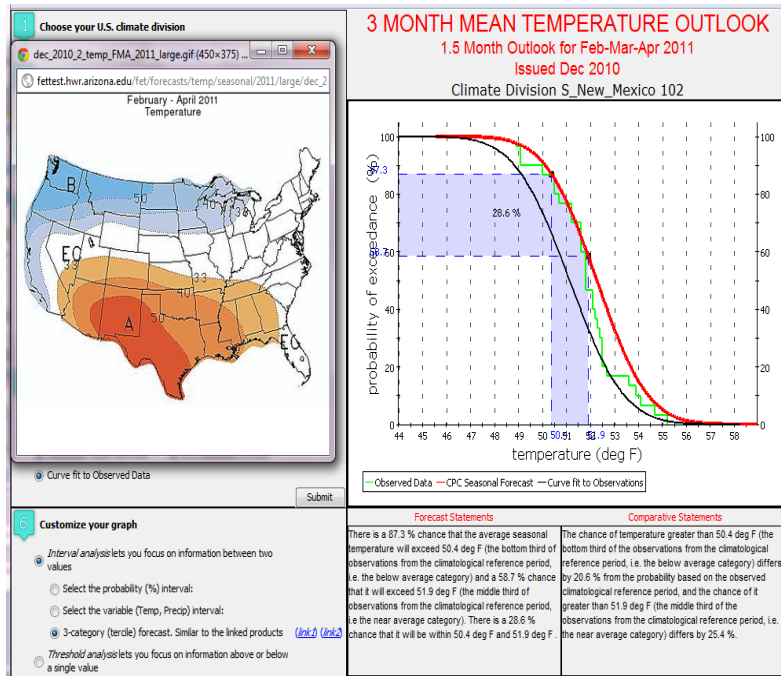 1 Choose your U.S. climate division
dec_2010_2_temp_FMA_2011_large.gif (450×375) ...
fettest.hwr.arizona.edu/fet/forecasts/temp/seasonal/2011/large/dec_2
February - April 2011
Temperature
B
50
40
33
EC
33
33
40
50
A
EC
Curve fit to Observed Data
Submit
6 Customize your graph
Interval analysis lets you focus on information between two
values
Select the probability (%) interval:
Select the variable (Temp, Precip) interval:
3-category (tercile) forecast. Similar to the linked products (link1) (link2)
Threshold analysis lets you focus on information above or below
a single value
3 MONTH MEAN TEMPERATURE OUTLOOK
1.5 Month Outlook for Feb-Mar-Apr 2011
Issued Dec 2010
Climate Division S_New_Mexico 102
probability of exceedance (%)
100 100
80 80
28.6 %
60 60
40 40
20 20
0 0
44 45 46 47 48 49 50 51 52 53 54 55 56 57 58
temperature (deg F)
Observed Data CPC Seasonal Forecast Curve fit to Observations
Forecast Statements
There is a 87.3 % chance that the average seasonal
temperature will exceed 50.4 deg F (the bottom third of
observations from the climatological reference period,
i.e. the below average category) and a 58.7 % chance
that it will exceed 51.9 deg F (the middle third of
observations from the climatological reference period,
i.e. the near average category). There is a 28.6 %
chance that it will be within 50.4 deg F and 51.9 deg F .
Comparative Statements
The chance of temperature greater than 50.4 deg F (the
bottom third of the observations from the climatological
reference period, i.e. the below average category) differs
by 20.6 % from the probability based on the observed
climatological reference period, and the chance of it
greater than 51.9 deg F (the middle third of the
observations from the climatological reference period, i.e.
the near average category) differs by 25.4 %.